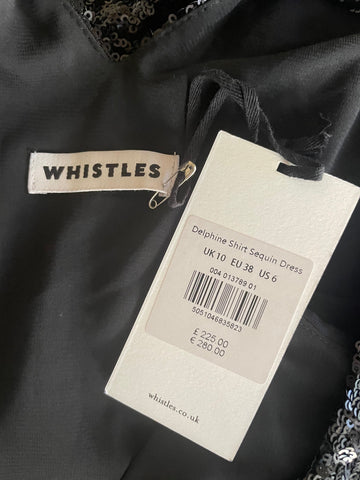 WHISTLES
Delphine Shirt Sequin Dress
UK 10 EU 38 US 6
004 013789 01
5051046835823
£ 225.00
€ 280.00
whistles.co.uk